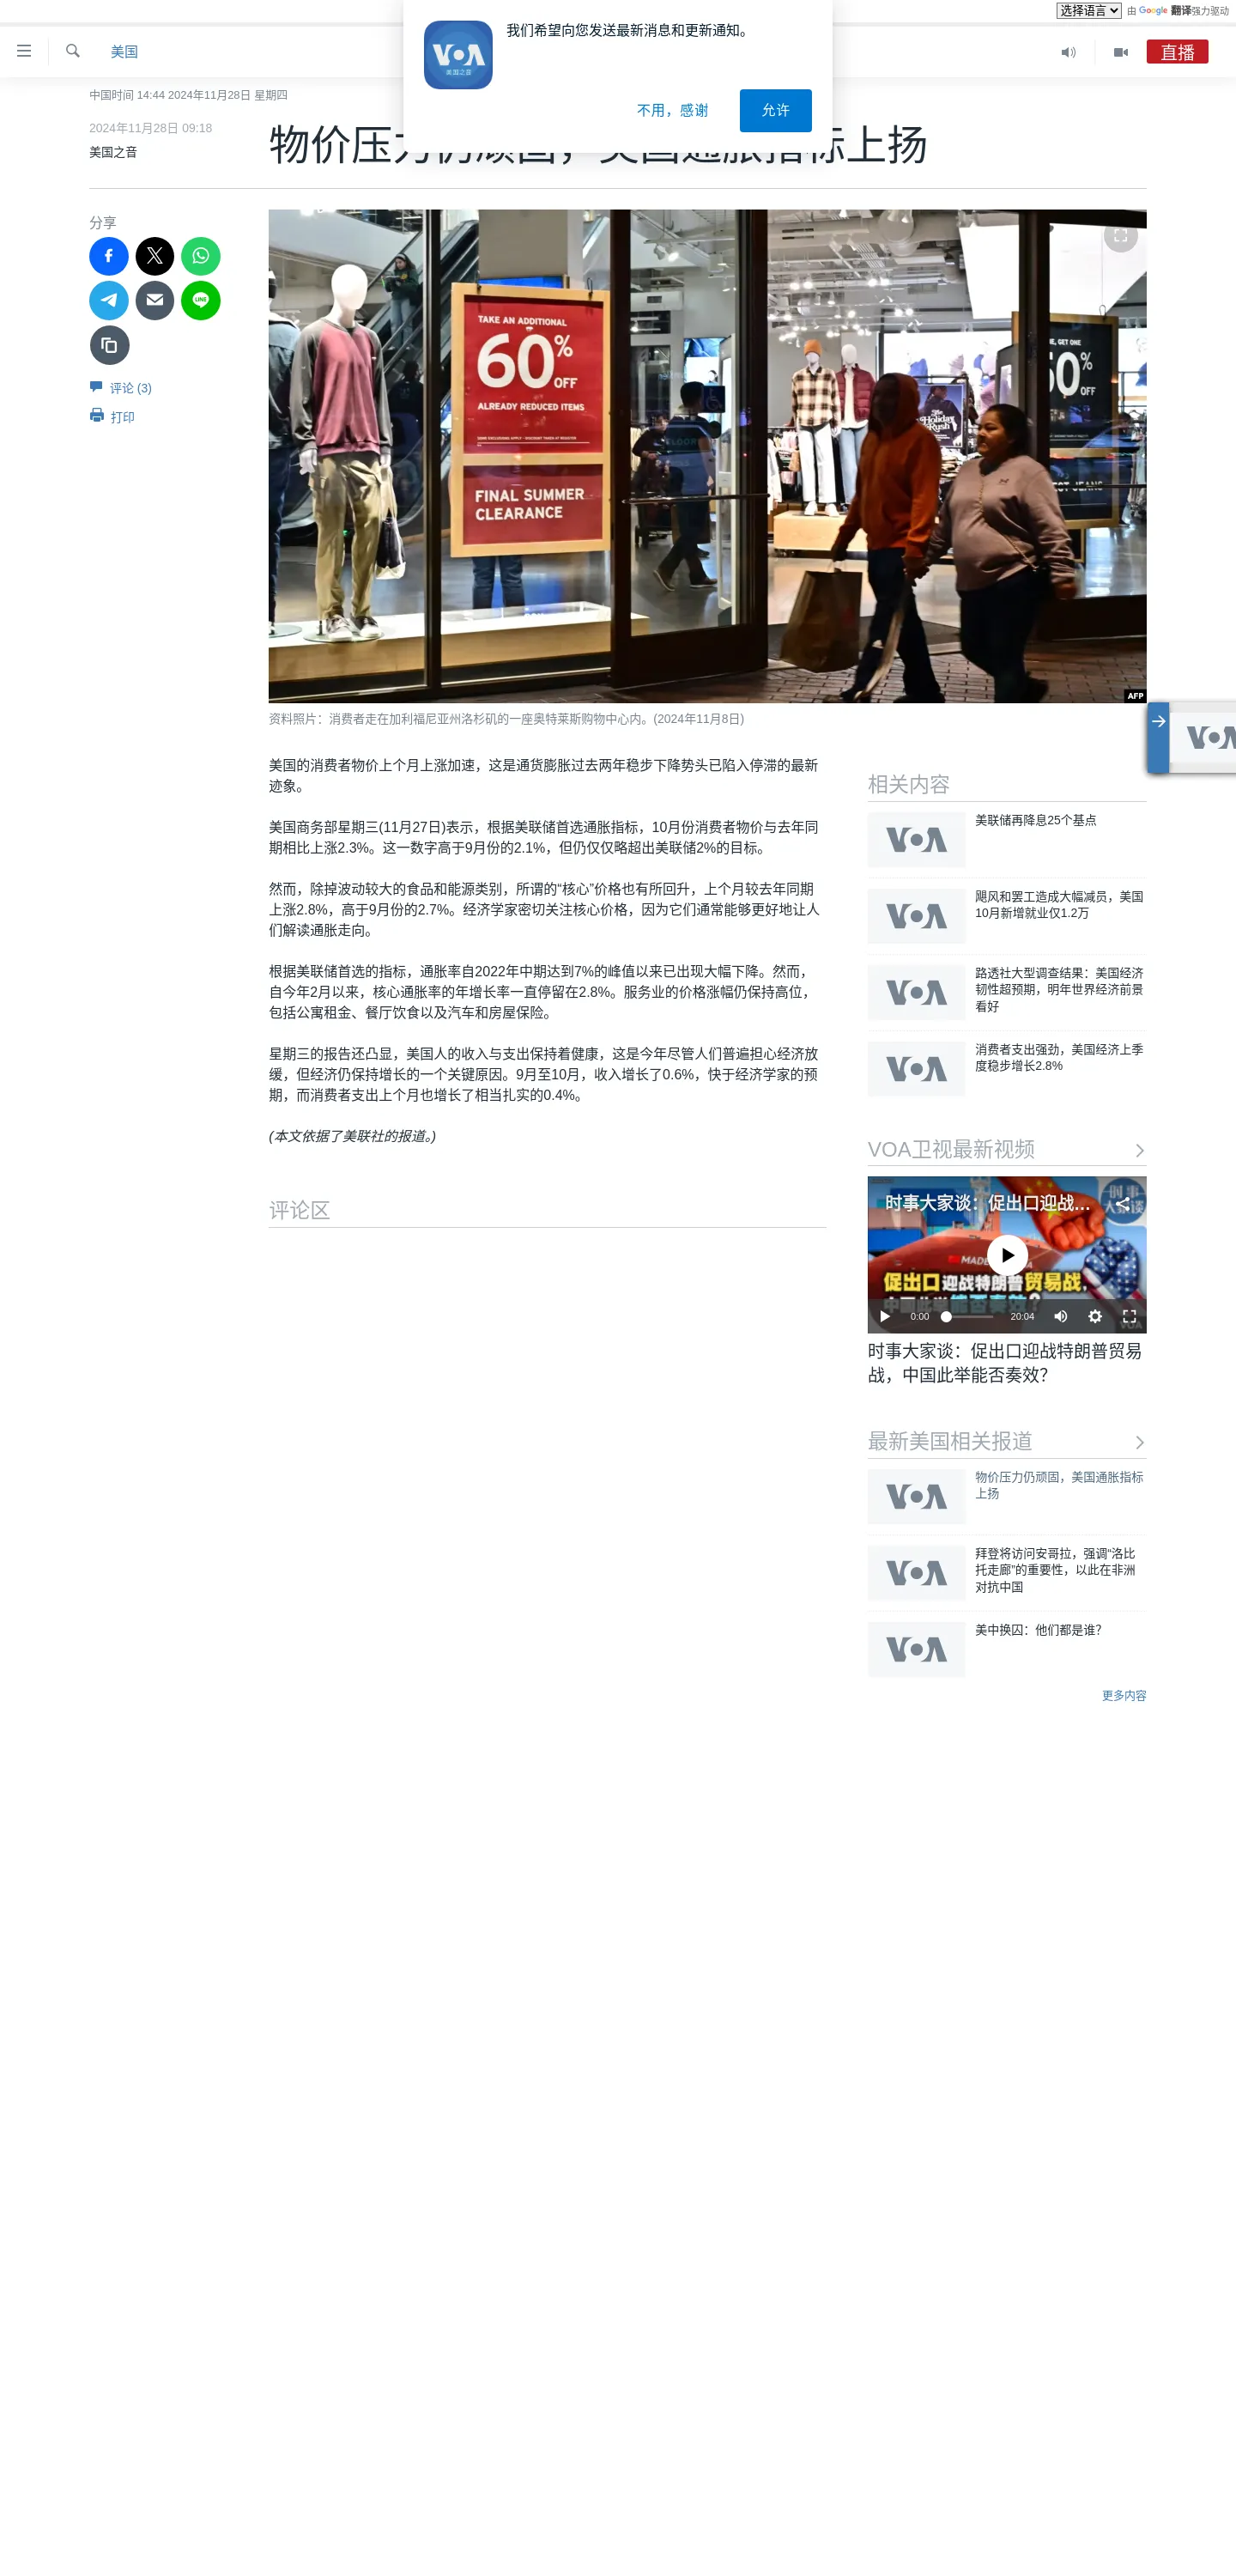 选择语言
由 Google 翻译强力驱动
美国
直播
VOA
美国之音
我们希望向您发送最新消息和更新通知。
不用，感谢
允许
中国时间 14:44 2024年11月28日 星期四
2024年11月28日 09:18
美国之音
物价压力仍顽固，美国通胀指标上扬
分享
评论 (3)
打印
TAKE AN ADDITIONAL
60% OFF
ALREADY REDUCED ITEMS
FINAL SUMMER
CLEARANCE
The Holiday Rush
GET ONE
50%
OFF
JEANS
AFP
资料照片：消费者走在加利福尼亚州洛杉矶的一座奥特莱斯购物中心内。(2024年11月8日)
美国的消费者物价上个月上涨加速，这是通货膨胀过去两年稳步下降势头已陷入停滞的最新
迹象。
美国商务部星期三(11月27日)表示，根据美联储首选通胀指标，10月份消费者物价与去年同
期相比上涨2.3%。这一数字高于9月份的2.1%，但仍仅仅略超出美联储2%的目标。
然而，除掉波动较大的食品和能源类别，所谓的“核心”价格也有所回升，上个月较去年同期
上涨2.8%，高于9月份的2.7%。经济学家密切关注核心价格，因为它们通常能够更好地让人
们解读通胀走向。
根据美联储首选的指标，通胀率自2022年中期达到7%的峰值以来已出现大幅下降。然而，
自今年2月以来，核心通胀率的年增长率一直停留在2.8%。服务业的价格涨幅仍保持高位，
包括公寓租金、餐厅饮食以及汽车和房屋保险。
星期三的报告还凸显，美国人的收入与支出保持着健康，这是今年尽管人们普遍担心经济放
缓，但经济仍保持增长的一个关键原因。9月至10月，收入增长了0.6%，快于经济学家的预
期，而消费者支出上个月也增长了相当扎实的0.4%。
(本文依据了美联社的报道。)
评论区
VOA
相关内容
VOA
美联储再降息25个基点
VOA
飓风和罢工造成大幅减员，美国
10月新增就业仅1.2万
VOA
路透社大型调查结果：美国经济
韧性超预期，明年世界经济前景
看好
VOA
消费者支出强劲，美国经济上季
度稳步增长2.8%
VOA卫视最新视频
时事大家谈：促出口迎战...
时事
大家谈
MADE
促出口迎战特朗普贸易战，
中国此举能否奏效？
0:00
20:04
VOA
时事大家谈：促出口迎战特朗普贸易
战，中国此举能否奏效？
最新美国相关报道
VOA
物价压力仍顽固，美国通胀指标
上扬
VOA
拜登将访问安哥拉，强调“洛比
托走廊”的重要性，以此在非洲
对抗中国
VOA
美中换囚：他们都是谁？
更多内容